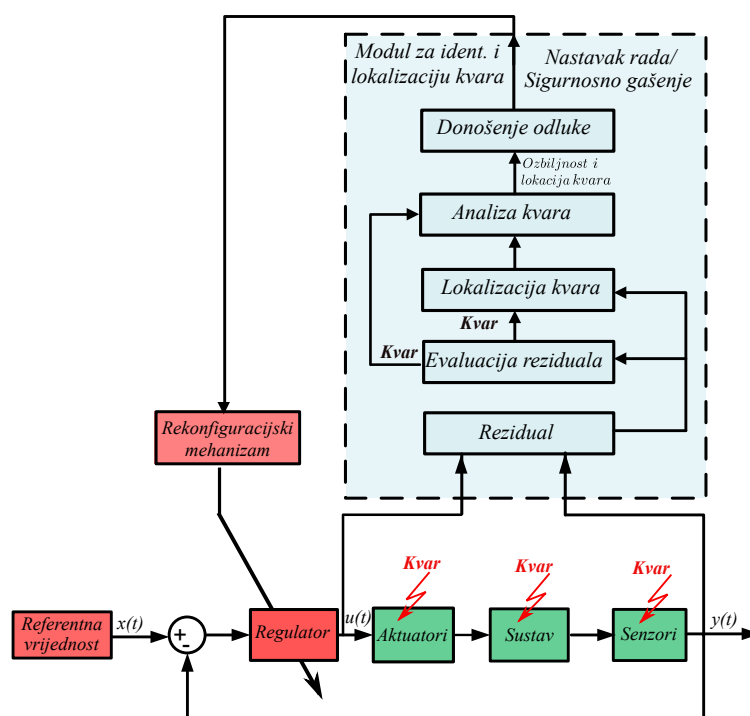 Modul za ident. i
lokalizaciju kvara
Nastavak rada/
Sigurnosno gašenje
Donošenje odluke
Ozbiljnost i
lokacija kvara
Analiza kvara
Lokalizacija kvara
Kvar
Kvar
Evaluacija reziduala
Rezidual
Rekonfiguracijski
mehanizam
Kvar
Kvar
Kvar
Referentna
vrijednost
x(t)
+
-
Regulator
u(t)
Aktuatori
Sustav
Senzori
y(t)